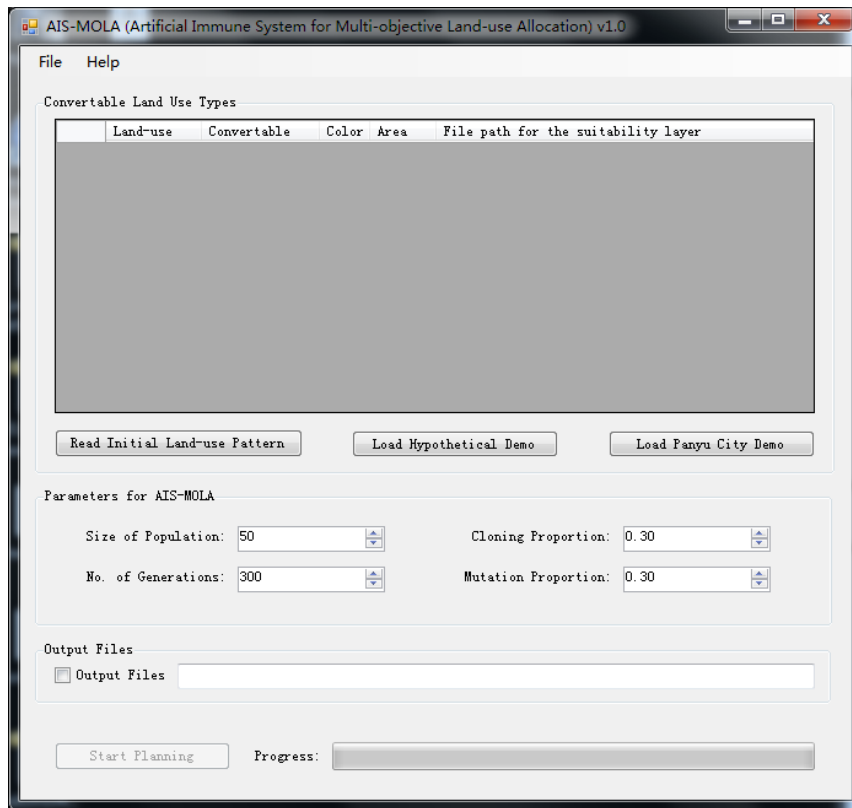 AIS-MOLA (Artificial Immune System for Multi-objective Land-use Allocation) v1.0
File Help
Convertable Land Use Types
Land-use Convertable Color Area File path for the suitability layer
Read Initial Land-use Pattern Load Hypothetical Demo Load Panyu City Demo
Parameters for AIS-MOLA
Size of Population: 50 Cloning Proportion: 0.30
No. of Generations: 300 Mutation Proportion: 0.30
Output Files
Output Files
Start Planning Progress: